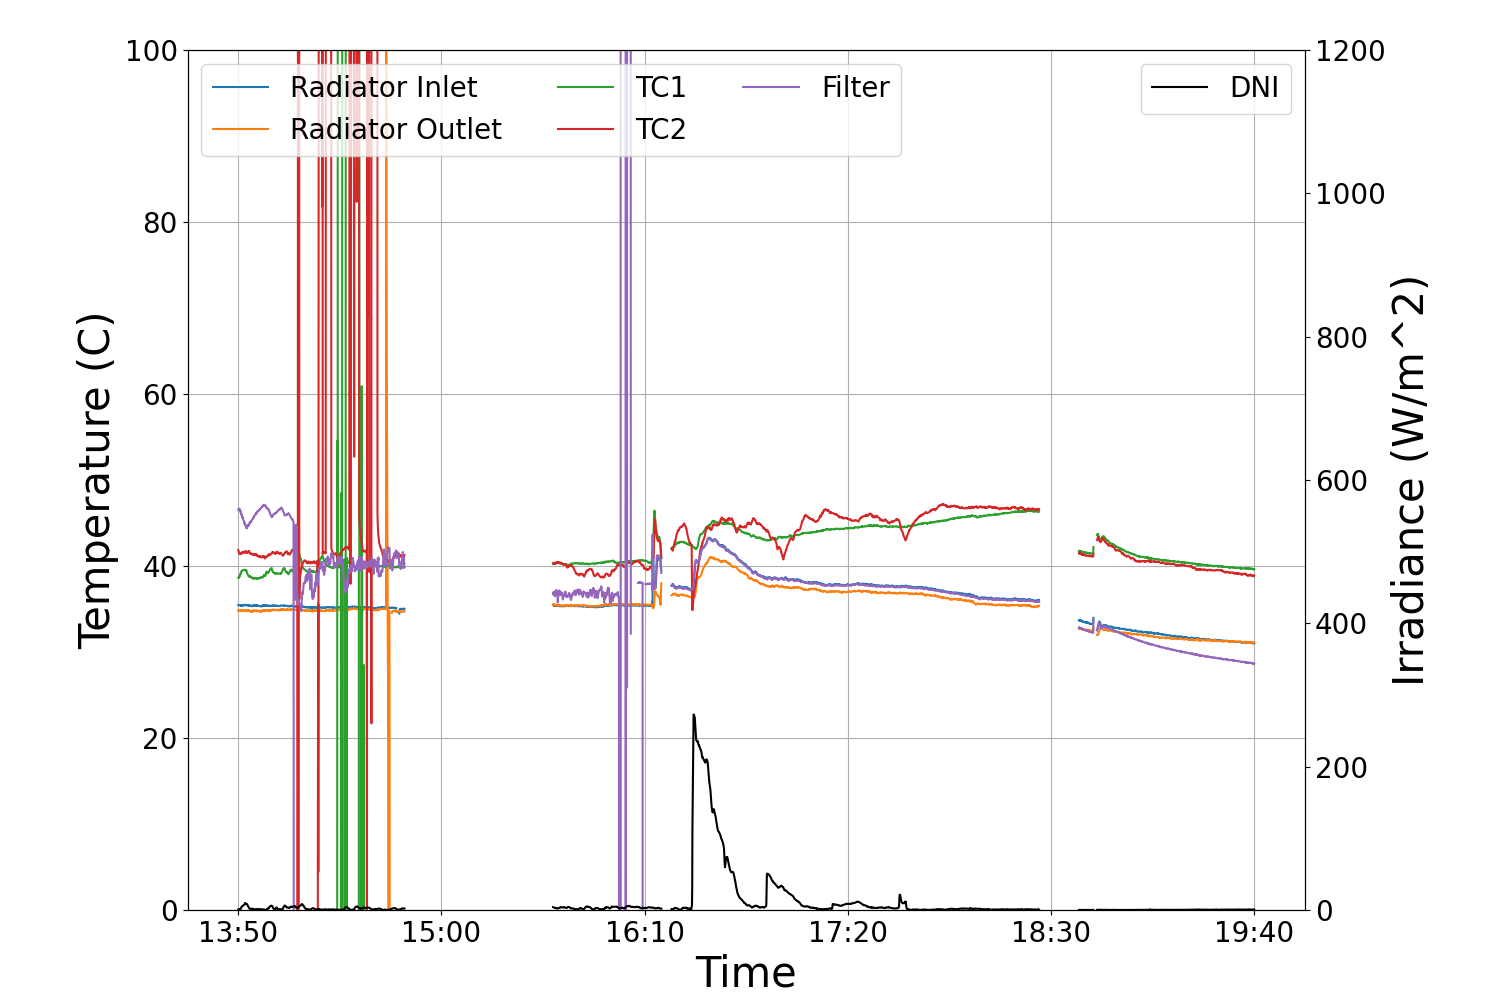 100
80
60
40
20
0
Temperature (C)
Radiator Inlet
Radiator Outlet
TC1
TC2
Filter
DNI
1200
1000
800
600
400
200
0
Irradiance (W/m^2)
13:50
15:00
16:10
17:20
18:30
19:40
Time